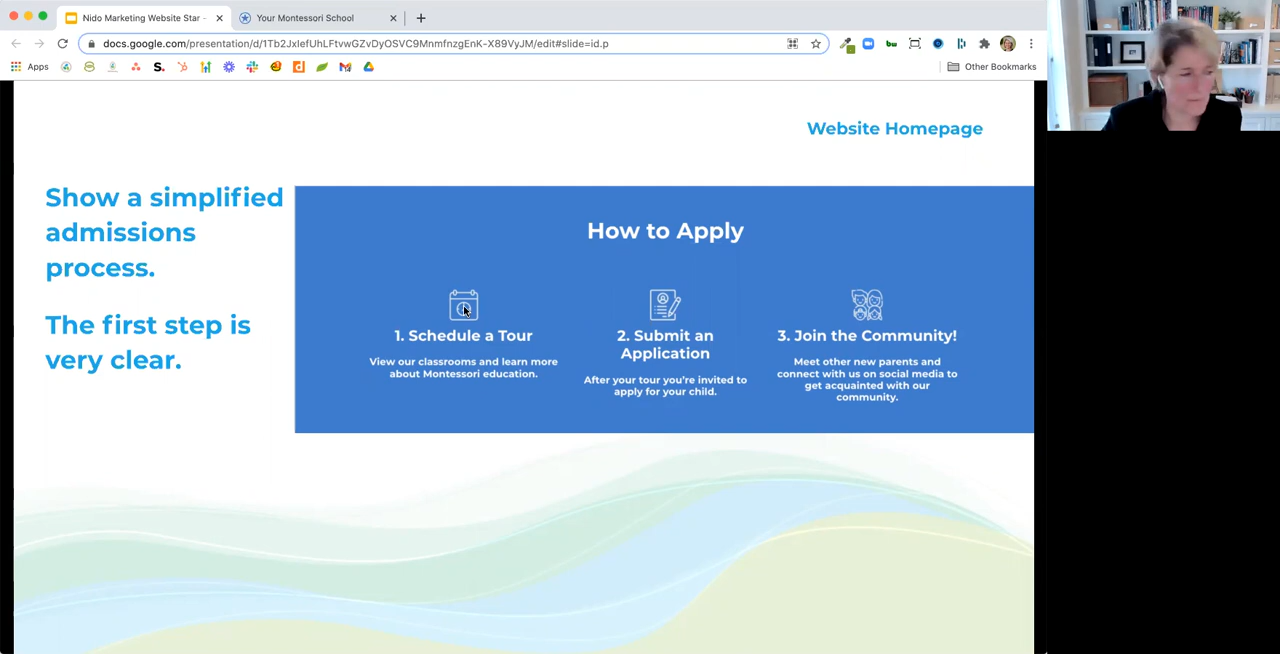 Nido Marketing Website Star -
Your Montessori School
docs.google.com/presentation/d/1Tb2JxIefUhLFtvwGZvDyOSVC9MnmfnzgEnK-X89VyJM/edit#slide=id.p
Apps
Other Bookmarks
Website Homepage
Show a simplified
admissions
process.
The first step is
very clear.
How to Apply
1. Schedule a Tour
View our classrooms and learn more
about Montessori education.
2. Submit an
Application
After your tour you're invited to
apply for your child.
3. Join the Community!
Meet other new parents and
connect with us on social media to
get acquainted with our
community.